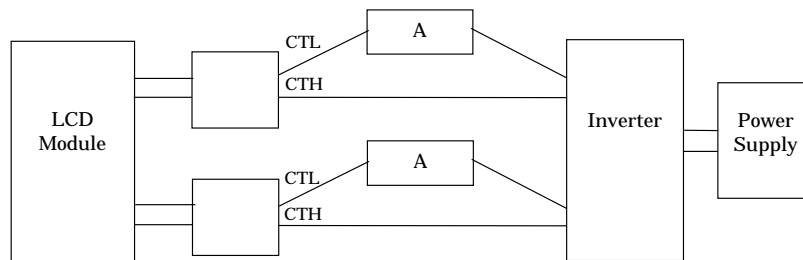 A
CTL
CTH
LCD
Module
Inverter
Power
Supply
A
CTL
CTH